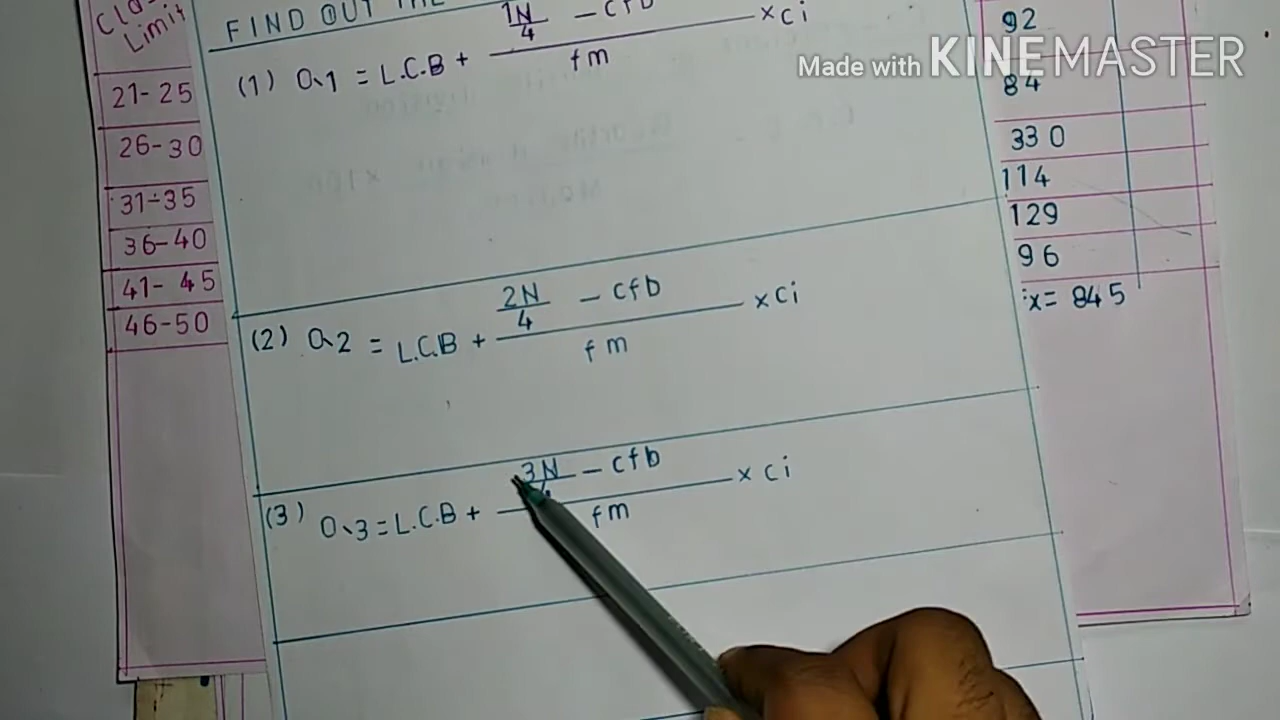 Made with KINEMASTER
Limit
21-25
26-30
31-35
36-40
41-45
46-50
FIND OUT
(1) Q1 = L.C.B + 1N/4 - cfb / fm × ci
(2) Q2 = L.C.B + 2N/4 - cfb / fm × ci
(3) Q3 = L.C.B + 3N/4 - cfb / fm × ci
92
84
330
114
129
96
x = 845